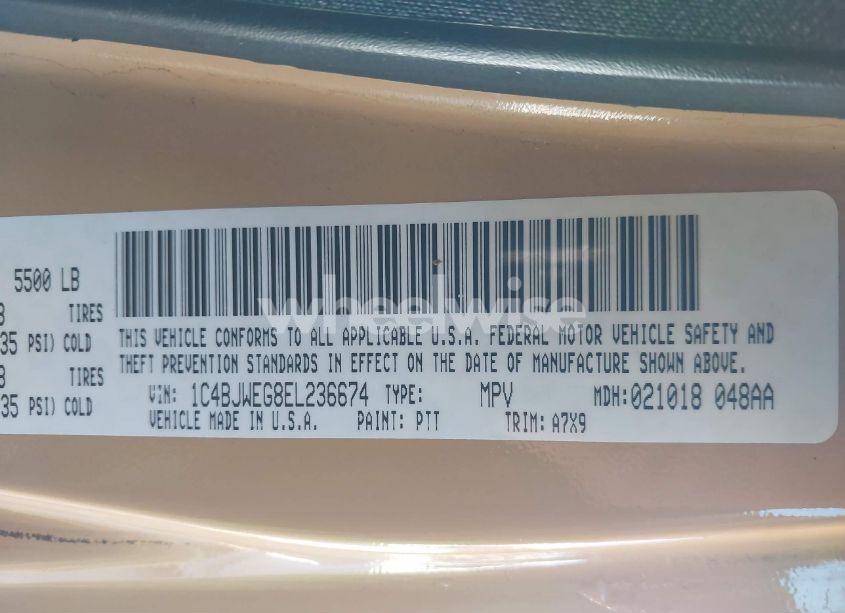 5500 LB
TIRES
35 PSI) COLD
TIRES
35 PSI) COLD
THIS VEHICLE CONFORMS TO ALL APPLICABLE U.S.A. FEDERAL MOTOR VEHICLE SAFETY AND
THEFT PREVENTION STANDARDS IN EFFECT ON THE DATE OF MANUFACTURE SHOWN ABOVE.
VIN: 1C4BJWEG8EL236674 TYPE: MPV MDH:021018 048AA
VEHICLE MADE IN U.S.A. PAINT: PTT TRIM: A7X9
wheelwise